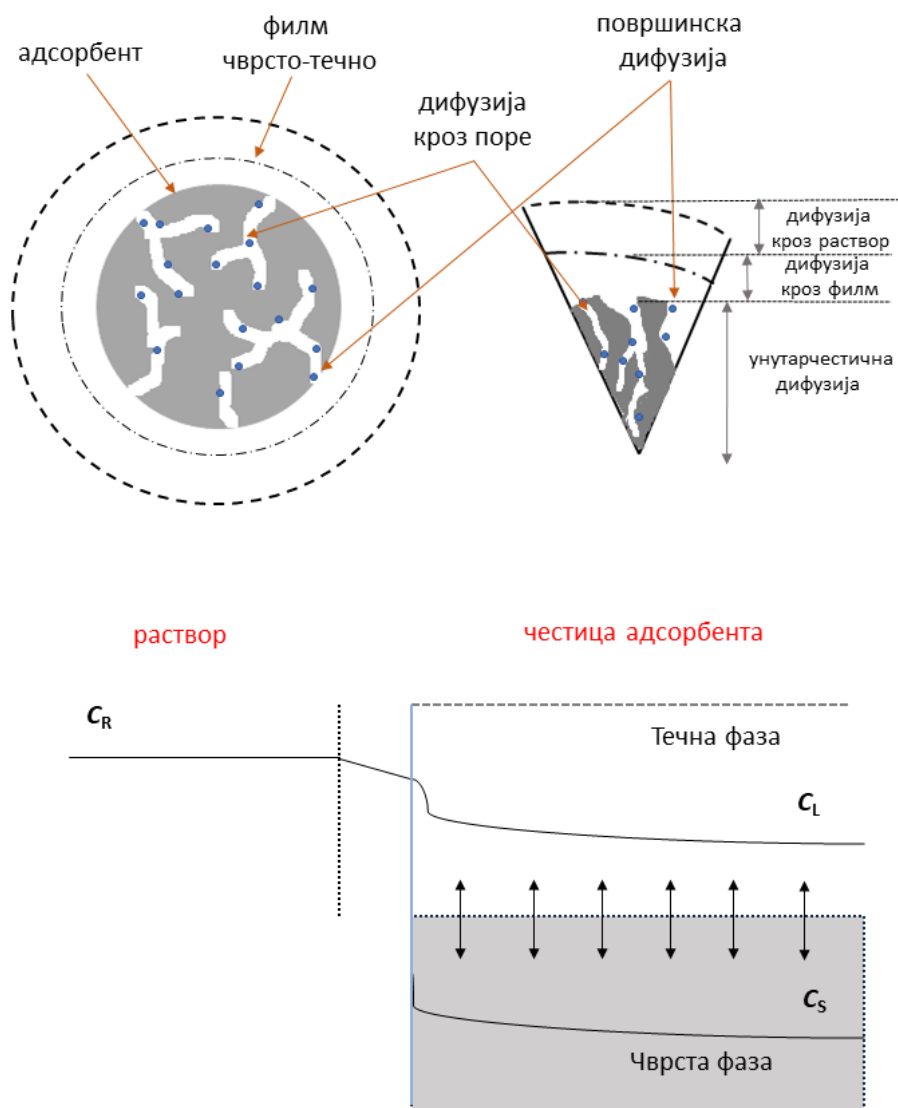 адсорбент
филм
чврсто-течно
дифузија
кроз поре
површинска
дифузија
дифузија
кроз раствор
дифузија
кроз филм
унутарчестична
дифузија
раствор
честица адсорбента
CR
Течна фаза
CL
CS
Чврста фаза